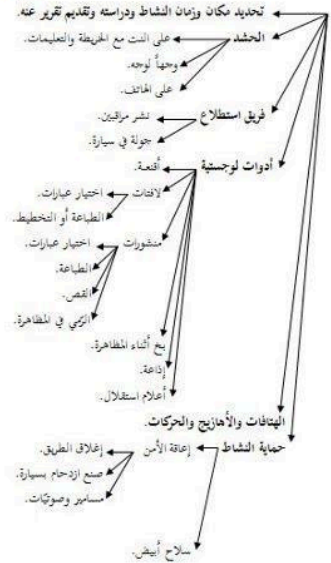 تحديد مكان وزمان النشاط ودراسته وتقديم تقرير عنه.
الحشد على النت مع الخريطة والتعليمات.
وجهاً لوجه.
على الهاتف.
فريق استطلاع نشر مراقبين.
جولة في سيارة.
أدوات لوجستية أقنعة.
لافتات اختيار عبارات.
الطباعة أو التخطيط.
منشورات اختيار عبارات.
الطباعة.
القص.
الرمي في المظاهرة.
بخ أثناء المظاهرة.
إذاعة.
أعلام استقلال.
الهتافات والأهازيج والحركات.
حماية النشاط إعاقة الأمن إغلاق الطريق.
صنع ازدحام بسيارة.
مسامير وصوتيّات.
سلاح أبيض.